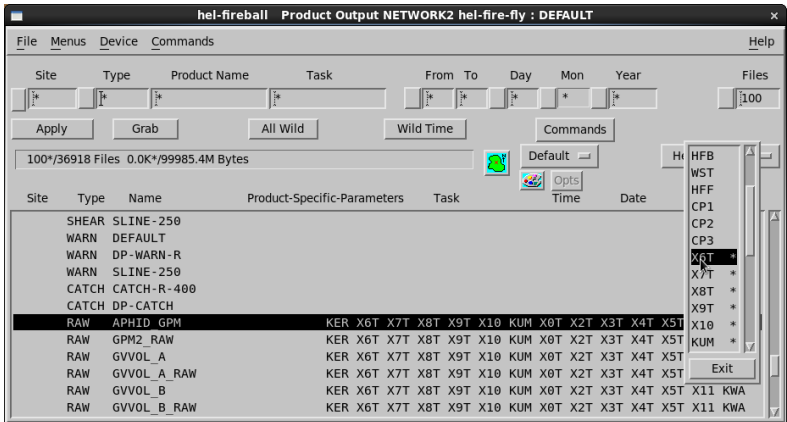 hel-fireball Product Output NETWORK2 hel-fire-fly : DEFAULT
File Menus Device Commands Help
Site Type Product Name Task From To Day Mon Year Files
* * * * * * * * * 100
Apply Grab All Wild Wild Time Commands
100*/36918 Files 0.0K*/99985.4M Bytes Default
Opts
Site Type Name Product-Specific-Parameters Task Time Date
SHEAR SLINE-250
WARN DEFAULT
WARN DP-WARN-R
WARN SLINE-250
CATCH CATCH-R-400
CATCH DP-CATCH
RAW APHID_GPM KER X6T X7T X8T X9T X10 KUM X0T X2T X3T X4T X5T
RAW GPM2_RAW KER X6T X7T X8T X9T X10 KUM X0T X2T X3T X4T X5T
RAW GVVOL_A KER X6T X7T X8T X9T X10 KUM X0T X2T X3T X4T X5T
RAW GVVOL_A_RAW KER X6T X7T X8T X9T X10 KUM X0T X2T X3T X4T X5T
RAW GVVOL_B KER X6T X7T X8T X9T X10 KUM X0T X2T X3T X4T X5T X11 KWA
RAW GVVOL_B_RAW KER X6T X7T X8T X9T X10 KUM X0T X2T X3T X4T X5T X11 KWA
HFB
WST
HFF
CP1
CP2
CP3
X6T *
X7T *
X8T *
X9T *
X10 *
KUM *
Exit